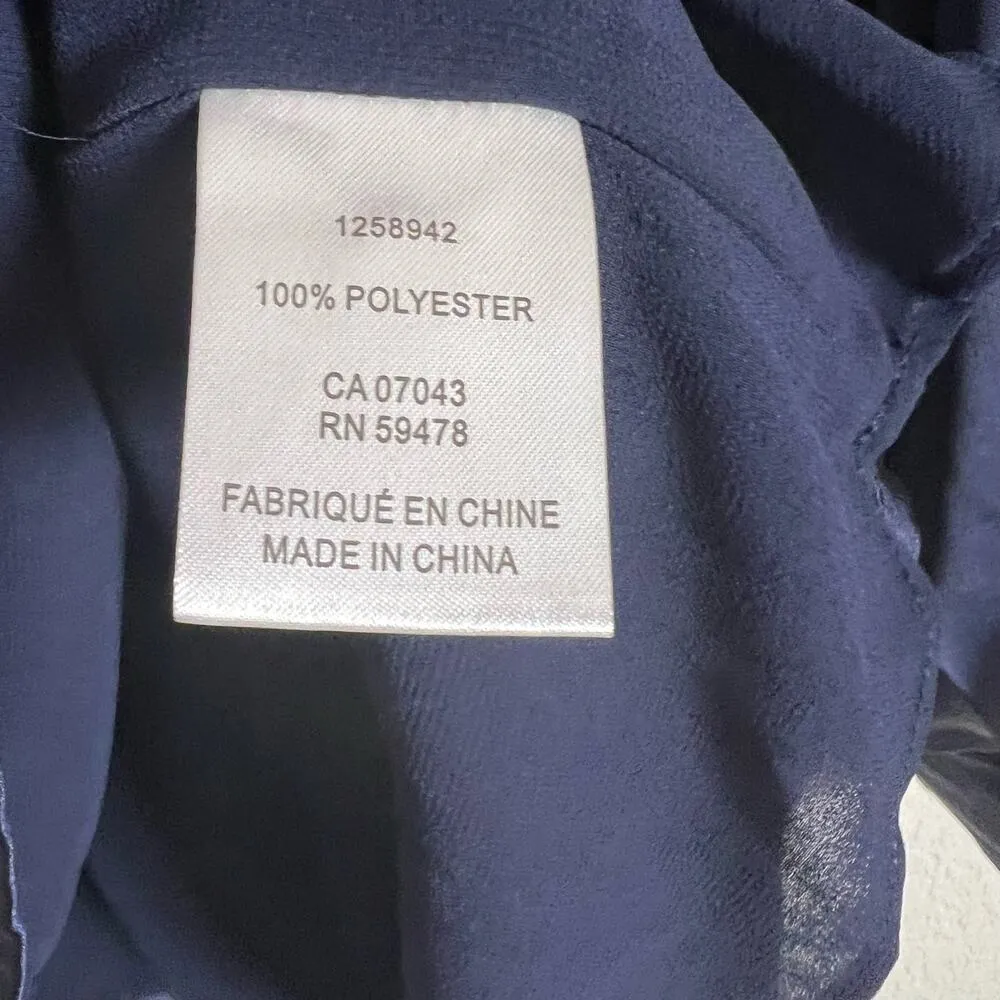 1258942
100% POLYESTER
CA 07043
RN 59478
FABRIQUÉ EN CHINE
MADE IN CHINA